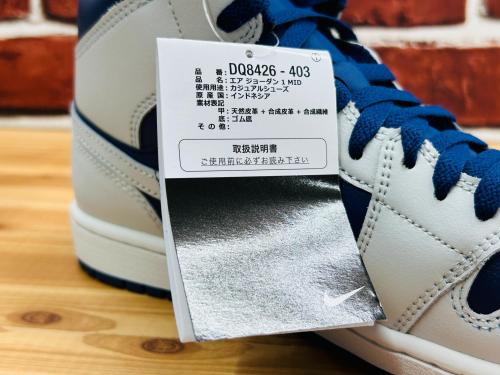 品 番: DQ8426 - 403
品 名: エア ジョーダン 1 MID
使用用途: カジュアルシューズ
原 産 国: インドネシア
素材表記
甲: 天然皮革 + 合成皮革 + 合成繊維
底: ゴム底
そ の 他:
取扱説明書
ご使用前に必ずお読み下さい